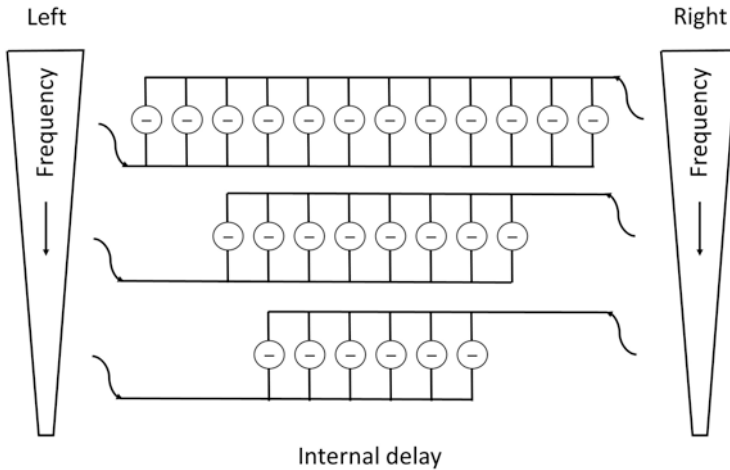 Left
Right
Frequency
Frequency
− − − − − − − − − − − −
− − − − − − − −
− − − − − −
Internal delay